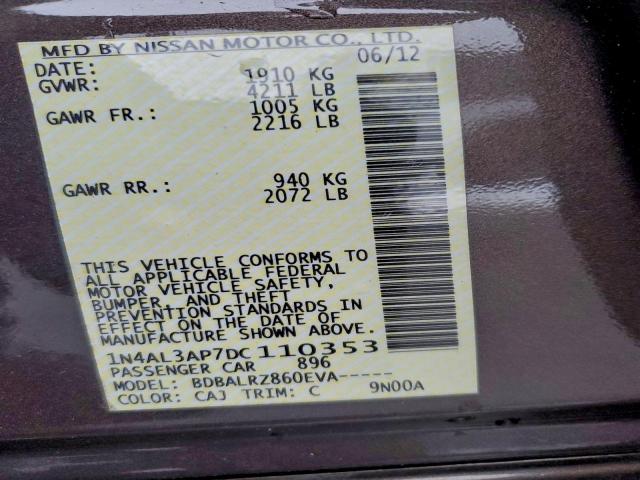 MFD BY NISSAN MOTOR CO., LTD.
DATE: 06/12
GVWR: 1910 KG
4211 LB
GAWR FR.: 1005 KG
2216 LB
GAWR RR.: 940 KG
2072 LB
THIS VEHICLE CONFORMS TO
ALL APPLICABLE FEDERAL
MOTOR VEHICLE SAFETY,
BUMPER, AND THEFT
PREVENTION STANDARDS IN
EFFECT ON THE DATE OF
MANUFACTURE SHOWN ABOVE.
1N4AL3AP7DC110353
PASSENGER CAR 896
MODEL: BDBALRZ860EVA-----
COLOR: CAJ TRIM: C 9N00A